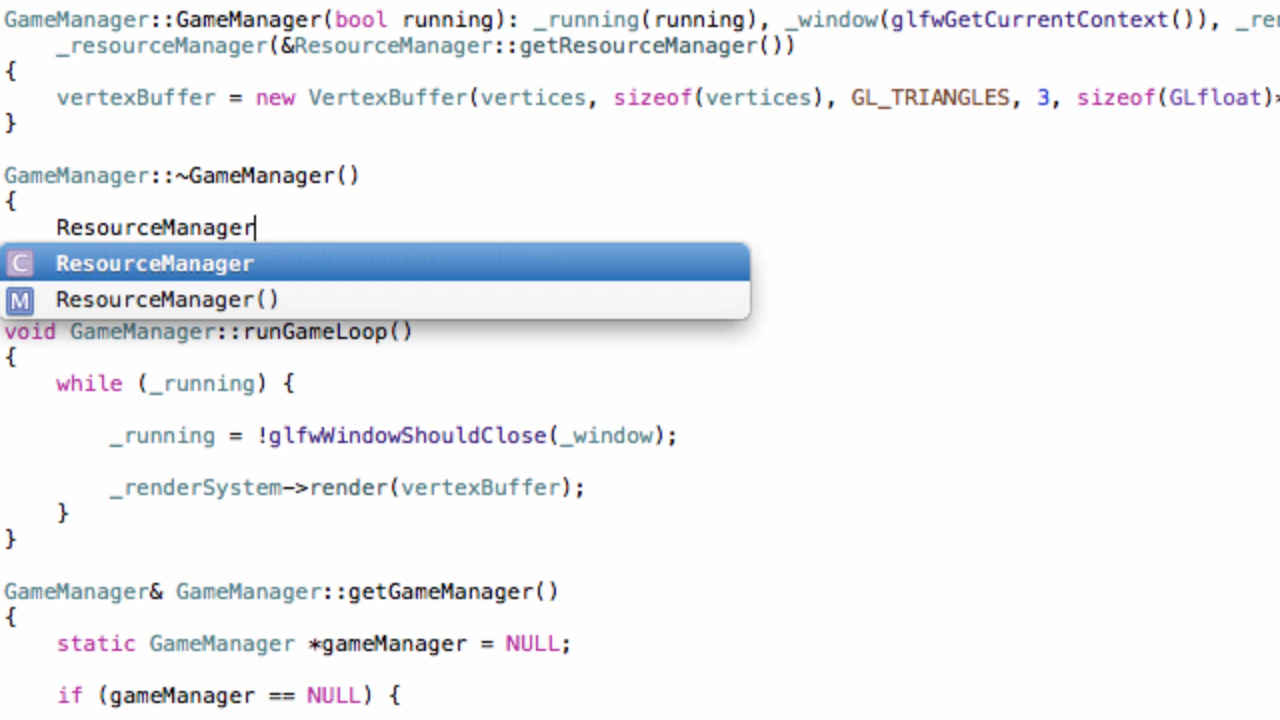 GameManager::GameManager(bool running): _running(running), _window(glfwGetCurrentContext()),
    _resourceManager(&ResourceManager::getResourceManager())
{
    vertexBuffer = new VertexBuffer(vertices, sizeof(vertices), GL_TRIANGLES, 3, sizeof(GLfloat)*
}
GameManager::~GameManager()
{
    ResourceManager
C ResourceManager
M ResourceManager()
void GameManager::runGameLoop()
{
    while (_running) {
        _running = !glfwWindowShouldClose(_window);
        _renderSystem->render(vertexBuffer);
    }
}
GameManager& GameManager::getGameManager()
{
    static GameManager *gameManager = NULL;
    if (gameManager == NULL) {